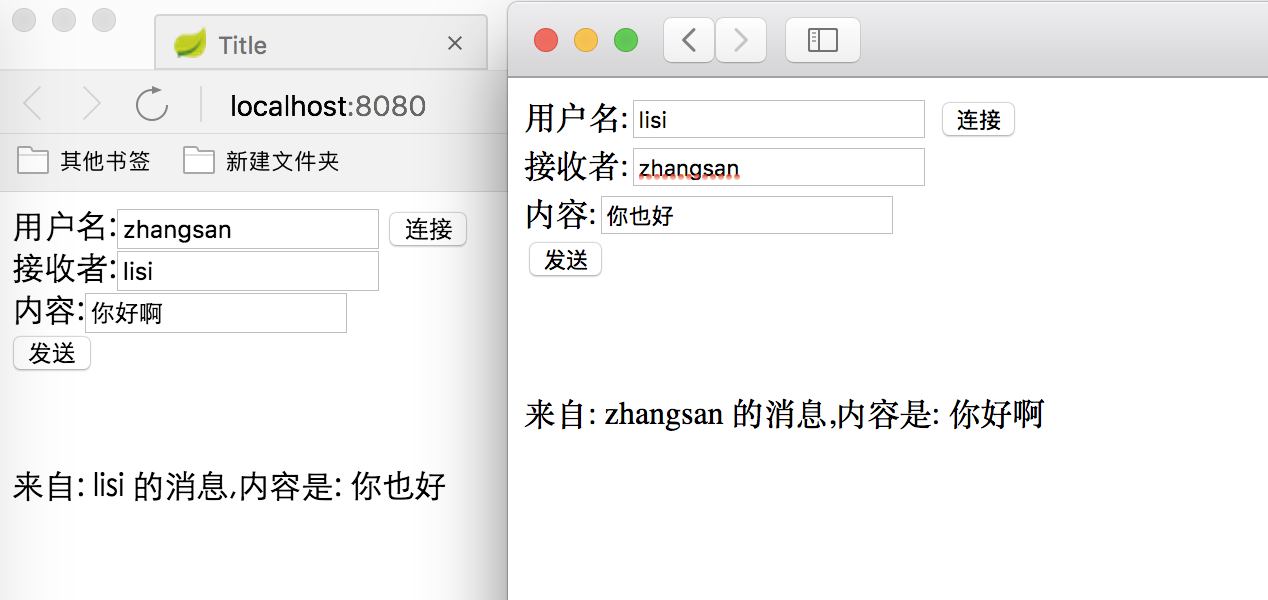 Title
localhost:8080
其他书签 新建文件夹
用户名:zhangsan 连接
接收者:lisi
内容:你好啊
发送
来自: lisi 的消息,内容是: 你也好
用户名: lisi 连接
接收者: zhangsan
内容: 你也好
发送
来自: zhangsan 的消息,内容是: 你好啊